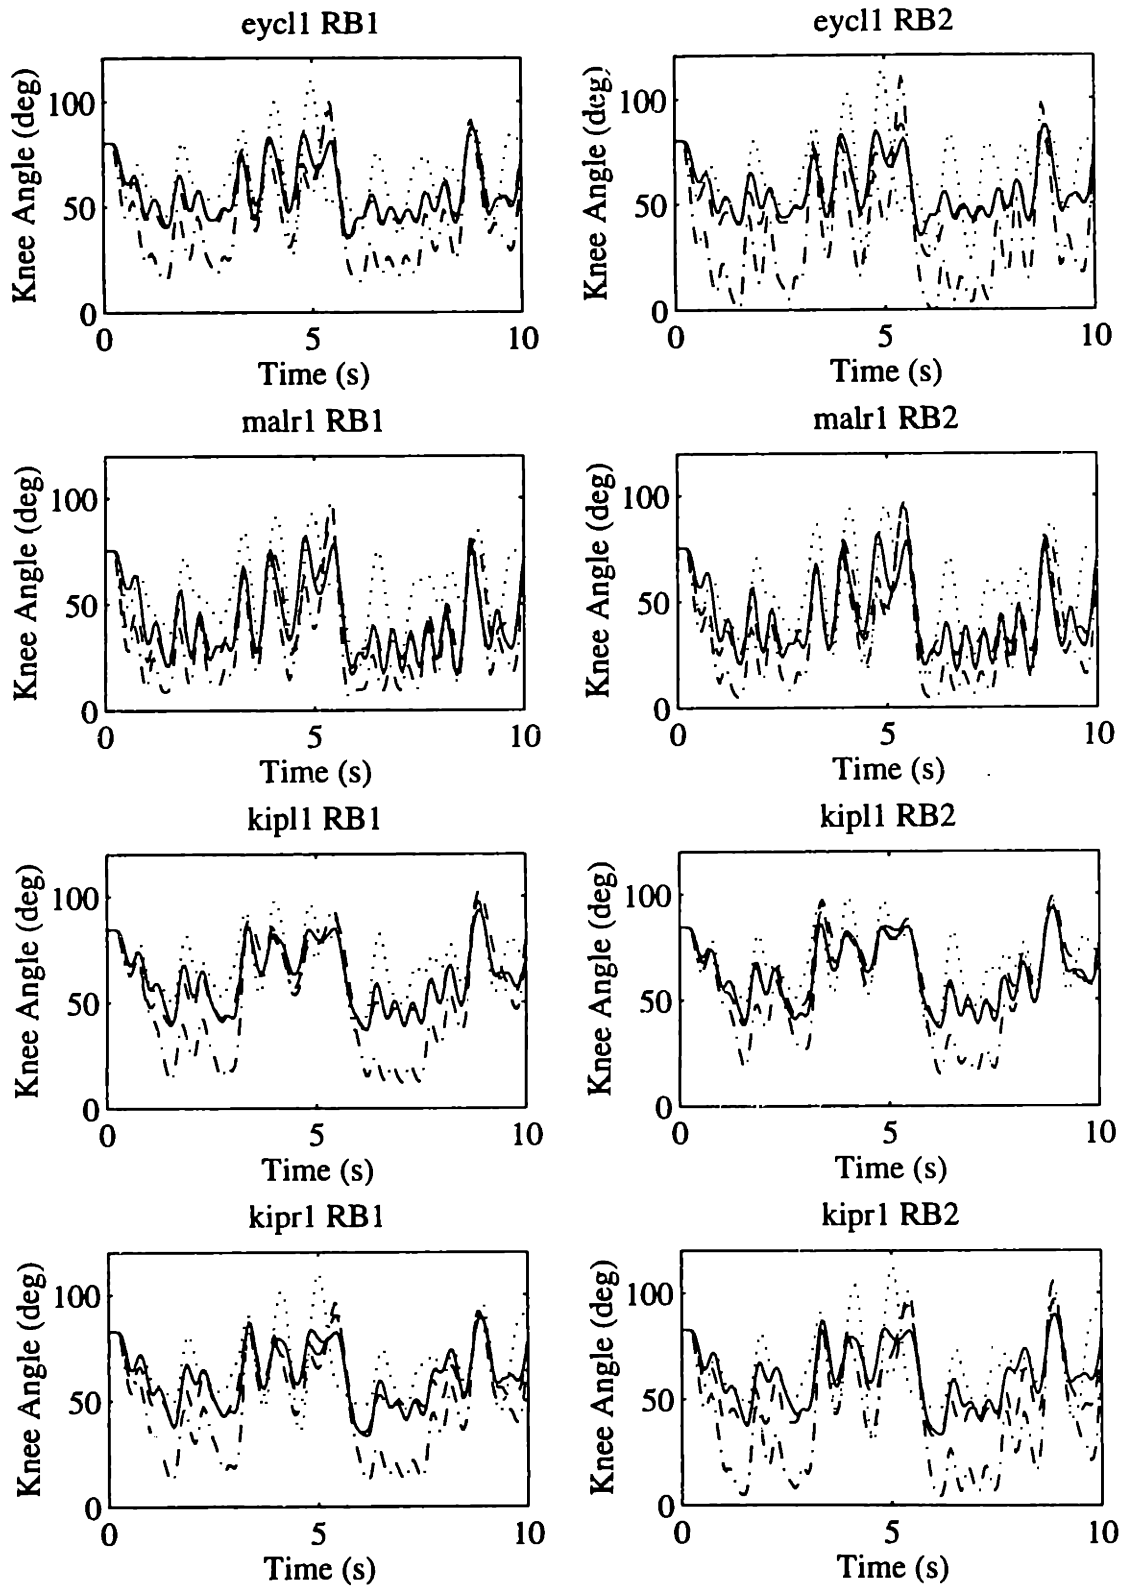 eycl1 RB1
Knee Angle (deg)
100
50
0
0 5 10
Time (s)
eycl1 RB2
Knee Angle (deg)
100
50
0
0 5 10
Time (s)
malr1 RB1
Knee Angle (deg)
100
50
0
0 5 10
Time (s)
malr1 RB2
Knee Angle (deg)
100
50
0
0 5 10
Time (s)
kipl1 RB1
Knee Angle (deg)
100
50
0
0 5 10
Time (s)
kipl1 RB2
Knee Angle (deg)
100
50
0
0 5 10
Time (s)
kipr1 RB1
Knee Angle (deg)
100
50
0
0 5 10
Time (s)
kipr1 RB2
Knee Angle (deg)
100
50
0
0 5 10
Time (s)